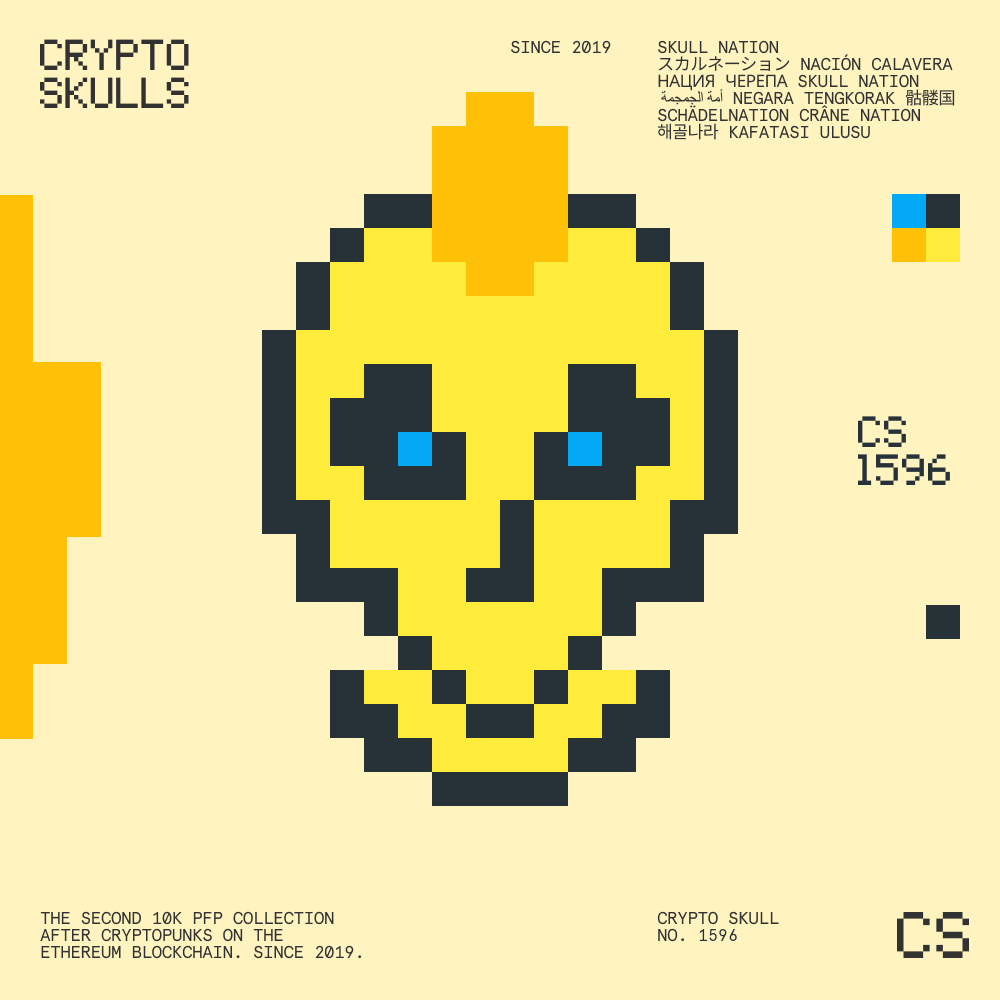 CRYPTO
SKULLS
SINCE 2019
SKULL NATION
スカルネーション NACIÓN CALAVERA
НАЦИЯ ЧЕРЕПА SKULL NATION
أمة الجمجمة NEGARA TENGKORAK 骷髅国
SCHÄDELNATION CRÂNE NATION
해골나라 KAFATASI ULUSU
CS
1596
THE SECOND 10K PFP COLLECTION
AFTER CRYPTOPUNKS ON THE
ETHEREUM BLOCKCHAIN. SINCE 2019.
CRYPTO SKULL
NO. 1596
CS